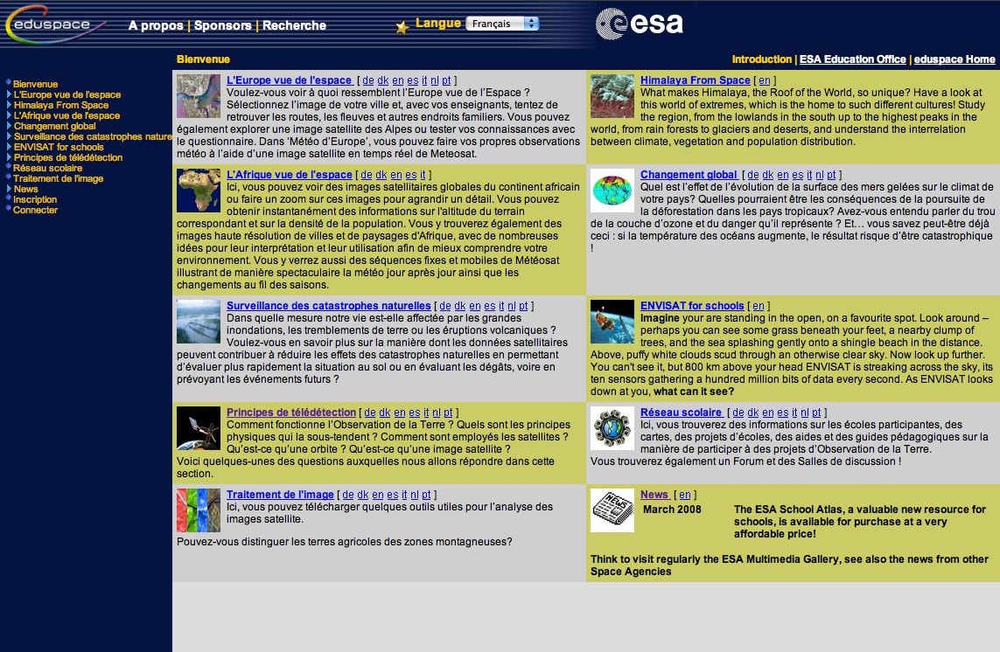 eduspace
A propos | Sponsors | Recherche
Langue Français
esa
Bienvenue
Introduction | ESA Education Office | eduspace Home
Bienvenue
L'Europe vue de l'espace
Himalaya From Space
L'Afrique vue de l'espace
Changement global
Surveillance des catastrophes nature
ENVISAT for schools
Principes de télédétection
Réseau scolaire
Traitement de l'image
News
Inscription
Connecter
L'Europe vue de l'espace [ de dk en es it nl pt ]
Voulez-vous voir à quoi ressemblent l'Europe vue de l'Espace ?
Sélectionnez l'image de votre ville et, avec vos enseignants, tentez de
retrouver les routes, les fleuves et autres endroits familiers. Vous pouvez
également explorer une image satellite des Alpes ou tester vos connaissances avec
le questionnaire. Dans 'Météo d'Europe', vous pouvez faire vos propres observations
météo à l'aide d'une image satellite en temps réel de Meteosat.
Himalaya From Space [ en ]
What makes Himalaya, the Roof of the World, so unique? Have a look at
this world of extremes, which is the home to such different cultures! Study
the region, from the lowlands in the south up to the highest peaks in the
world, from rain forests to glaciers and deserts, and understand the interrelation
between climate, vegetation and population distribution.
L'Afrique vue de l'espace [ de dk en es it ]
Ici, vous pouvez voir des images satellitaires globales du continent africain
ou faire un zoom sur ces images pour agrandir un détail. Vous pouvez
obtenir instantanément des informations sur l'altitude du terrain
correspondant et sur la densité de la population. Vous y trouverez également des
images haute résolution de villes et de paysages d'Afrique, avec de nombreuses
idées pour leur interprétation et leur utilisation afin de mieux comprendre votre
environnement. Vous y verrez aussi des séquences fixes et mobiles de Météosat
illustrant de manière spectaculaire la météo jour après jour ainsi que les
changements au fil des saisons.
Changement global [ de dk en es it nl pt ]
Quel est l'effet de l'évolution de la surface des mers gelées sur le climat de
votre pays? Quelles pourraient être les conséquences de la poursuite de
la déforestation dans les pays tropicaux? Avez-vous entendu parler du trou
de la couche d'ozone et du danger qu'il représente ? Et… vous savez peut-être déjà
ceci : si la température des océans augmente, le résultat risque d'être catastrophique
!
Surveillance des catastrophes naturelles [ de dk en es it nl pt ]
Dans quelle mesure notre vie est-elle affectée par les grandes
inondations, les tremblements de terre ou les éruptions volcaniques ?
Voulez-vous en savoir plus sur la manière dont les données satellitaires
peuvent contribuer à réduire les effets des catastrophes naturelles en permettant
d'évaluer plus rapidement la situation au sol ou en évaluant les dégâts, voire en
prévoyant les événements futurs ?
ENVISAT for schools [ en ]
Imagine your are standing in the open, on a favourite spot. Look around –
perhaps you can see some grass beneath your feet, a nearby clump of
trees, and the sea splashing gently onto a shingle beach in the distance.
Above, puffy white clouds scud through an otherwise clear sky. Now look up further.
You can't see it, but 800 km above your head ENVISAT is streaking across the sky, its
ten sensors gathering a hundred million bits of data every second. As ENVISAT looks
down at you, what can it see?
Principes de télédétection [ de dk en es it nl pt ]
Comment fonctionne l'Observation de la Terre ? Quels sont les principes
physiques qui la sous-tendent ? Comment sont employés les satellites ?
Qu'est-ce qu'une orbite ? Qu'est-ce qu'une image satellite ?
Voici quelques-unes des questions auxquelles nous allons répondre dans cette
section.
Réseau scolaire [ de dk en es it nl pt ]
Ici, vous trouverez des informations sur les écoles participantes, des
cartes, des projets d'écoles, des aides et des guides pédagogiques sur la
manière de participer à des projets d'Observation de la Terre.
Vous trouverez également un Forum et des Salles de discussion !
Traitement de l'image [ de dk en es it nl pt ]
Ici, vous pouvez télécharger quelques outils utiles pour l'analyse des
images satellite.
Pouvez-vous distinguer les terres agricoles des zones montagneuses?
NEWS
News [ en ]
March 2008 The ESA School Atlas, a valuable new resource for
schools, is available for purchase at a very
affordable price!
Think to visit regularly the ESA Multimedia Gallery, see also the news from other
Space Agencies